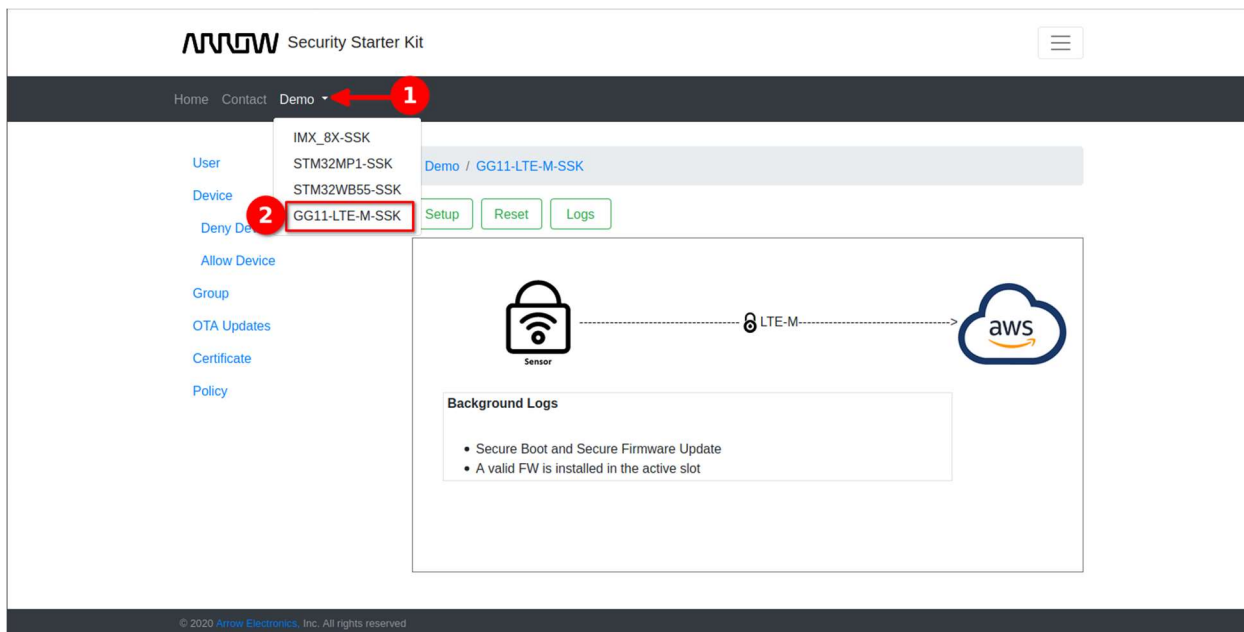 ARROW Security Starter Kit
Home Contact Demo 1
IMX_8X-SSK
STM32MP1-SSK
STM32WB55-SSK
2 GG11-LTE-M-SSK
User
Device
Deny De
Allow Device
Group
OTA Updates
Certificate
Policy
Demo / GG11-LTE-M-SSK
Setup Reset Logs
Sensor
LTE-M
aws
Background Logs
• Secure Boot and Secure Firmware Update
• A valid FW is installed in the active slot
© 2020 Arrow Electronics, Inc. All rights reserved